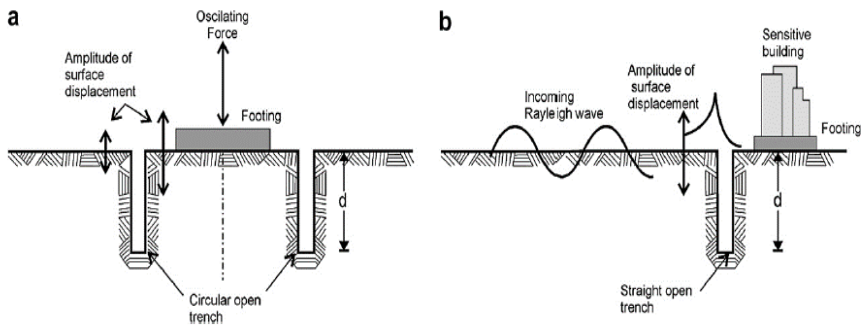 a
Oscilating
Force
Amplitude of
surface
displacement
Footing
d
Circular open
trench
b
Sensitive
building
Amplitude of
surface
displacement
Incoming
Rayleigh wave
Footing
d
Straight open
trench